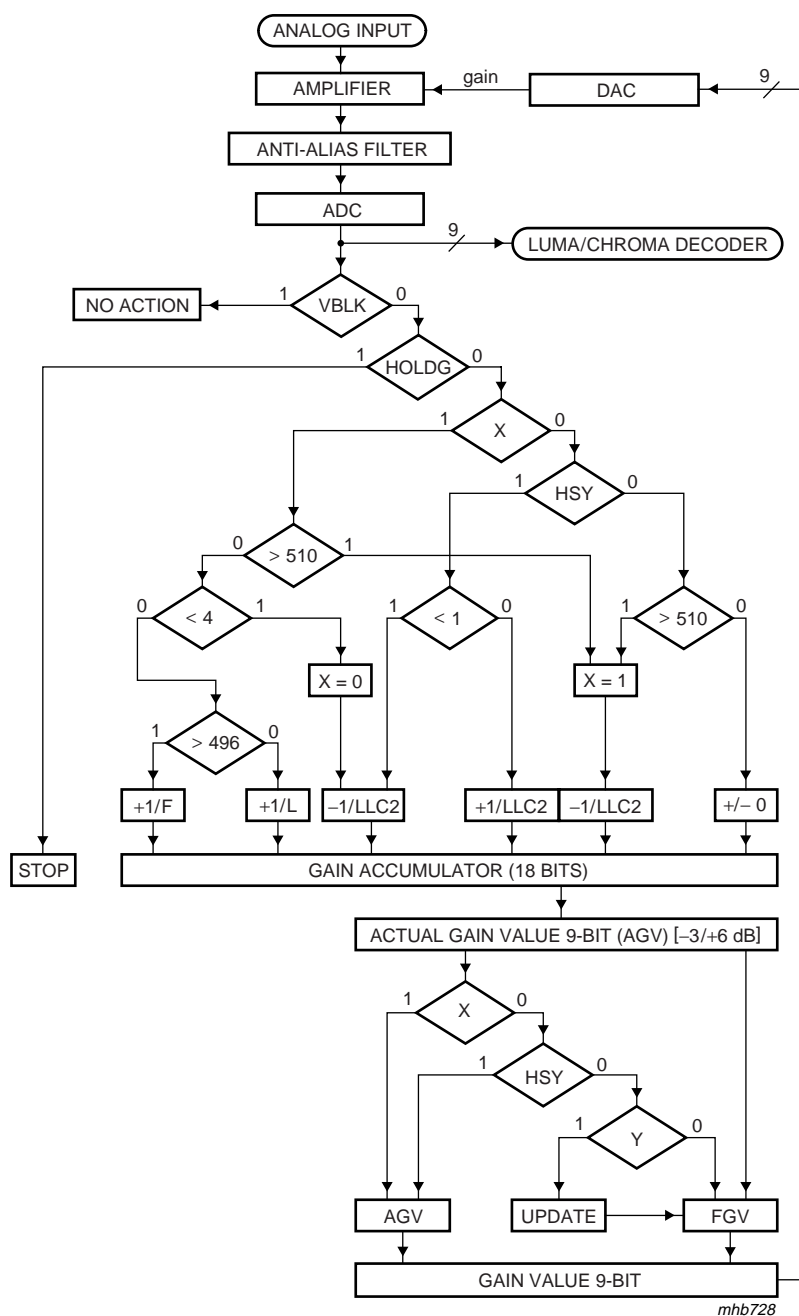 ANALOG INPUT
gain
9
AMPLIFIER
DAC
ANTI-ALIAS FILTER
ADC
9
LUMA/CHROMA DECODER
NO ACTION
1
VBLK
0
1
HOLDG
0
1
X
0
1
HSY
0
0
> 510
1
0
< 4
1
1
< 1
0
1
> 510
0
X = 0
X = 1
1
> 496
0
+1/F
+1/L
−1/LLC2
+1/LLC2
−1/LLC2
+/− 0
STOP
GAIN ACCUMULATOR (18 BITS)
ACTUAL GAIN VALUE 9-BIT (AGV) [−3/+6 dB]
1
X
0
1
HSY
0
1
Y
0
AGV
UPDATE
FGV
GAIN VALUE 9-BIT
mhb728